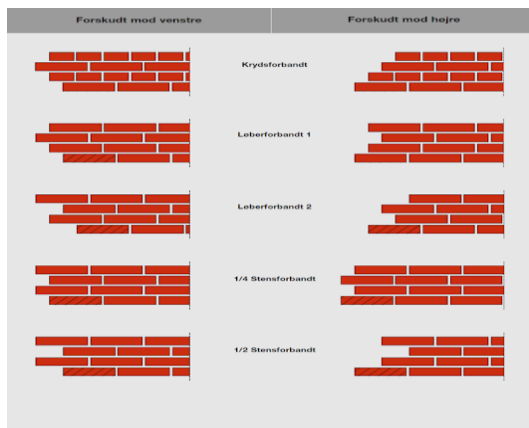 Forskudt mod venstre
Forskudt mod højre
Krydsforbandt
Løberforbandt 1
Løberforbandt 2
1/4 Stensforbandt
1/2 Stensforbandt